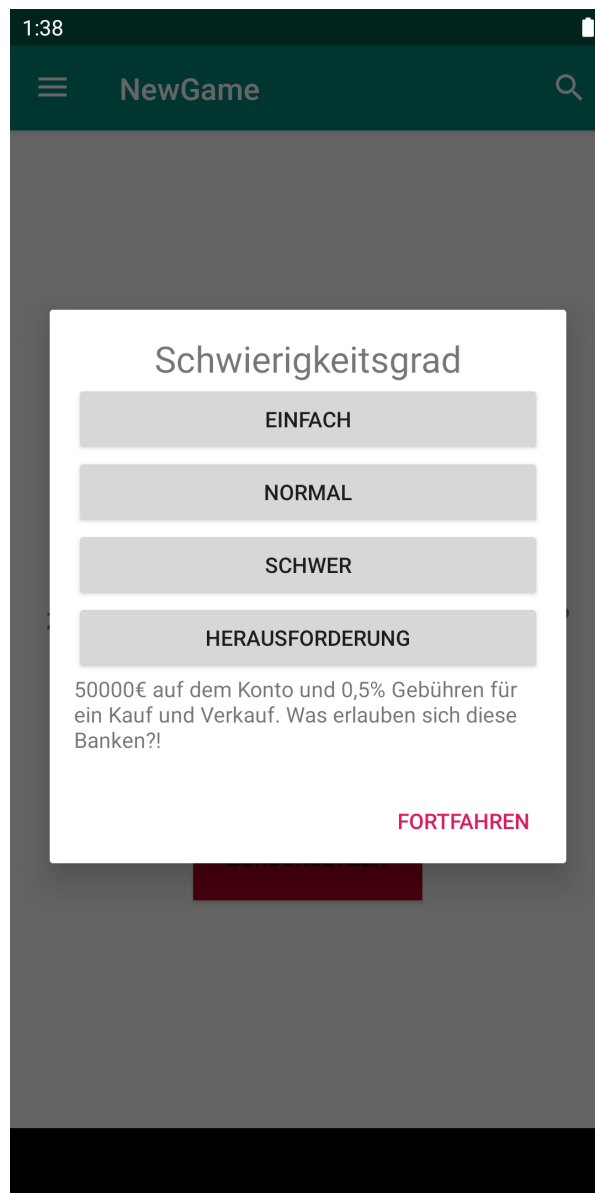 1:38
NewGame
Schwierigkeitsgrad
EINFACH
NORMAL
SCHWER
HERAUSFORDERUNG
50000€ auf dem Konto und 0,5% Gebühren für
ein Kauf und Verkauf. Was erlauben sich diese
Banken?!
FORTFAHREN